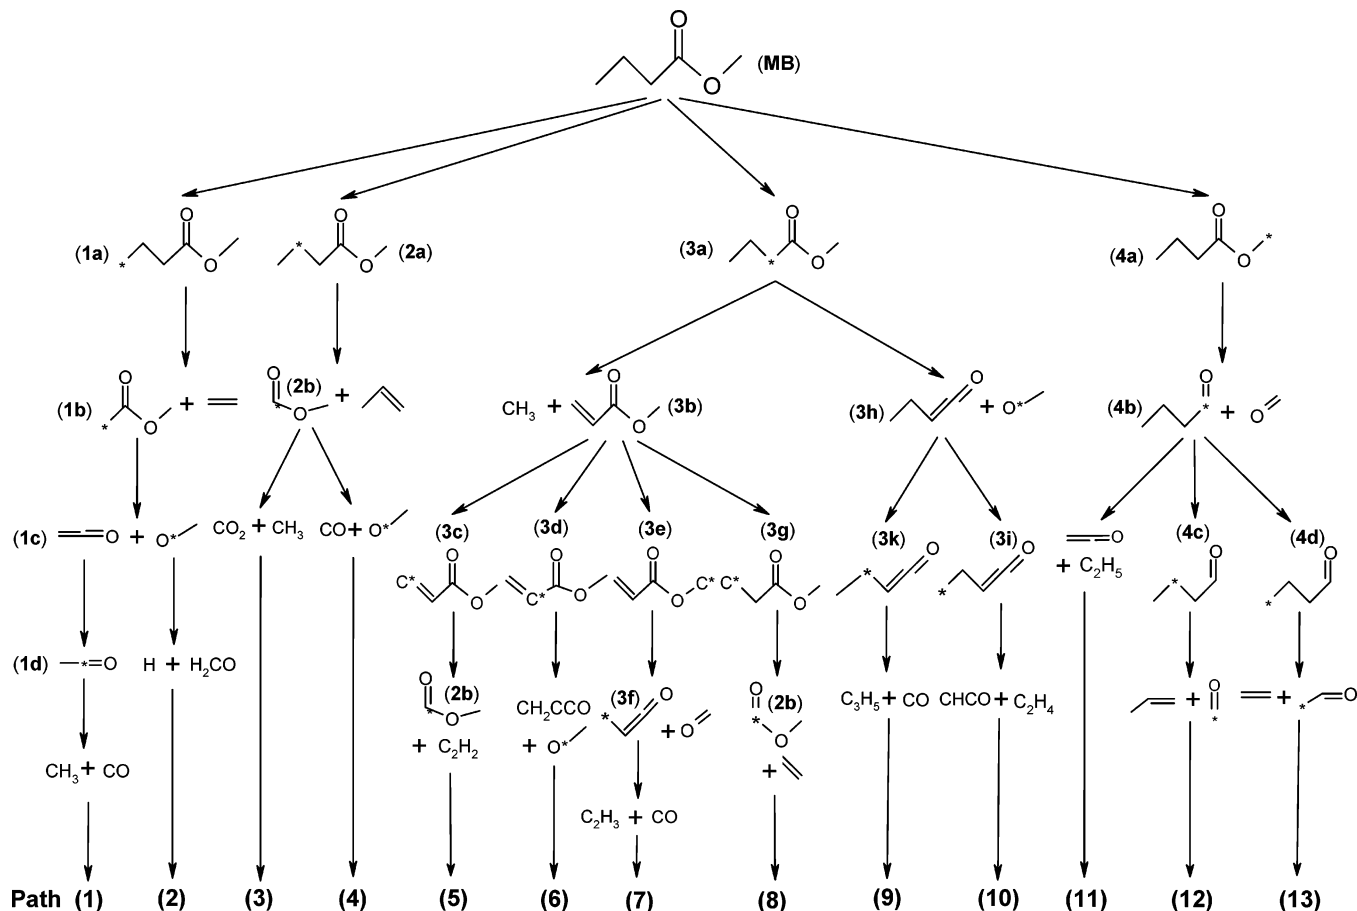 O
(MB)
O
O O O O
(1a) (2a) (3a) (4a)
* * * *
O O O O
O O O O
(1b) (2b) (3b) (3h) (4b)
+ + CH3 + + O* +
* O * O O * O
(1c) O + O* CO2 + CH3 CO + O* (3c) (3d) (3e) (3g) (3k) (3i) O (4c) (4d)
+ C2H5
O O O O O O O O
C* O C* O O C* C* O * * * *
(1d) * O H + H2CO
O (2b) CH2CCO (3f) O O (2b) C3H5 + CO CHCO + C2H4 + O + O
* O * + O * O * *
+ C2H2 + O* + 
CH3 + CO
C2H3 + CO
Path (1) (2) (3) (4) (5) (6) (7) (8) (9) (10) (11) (12) (13)